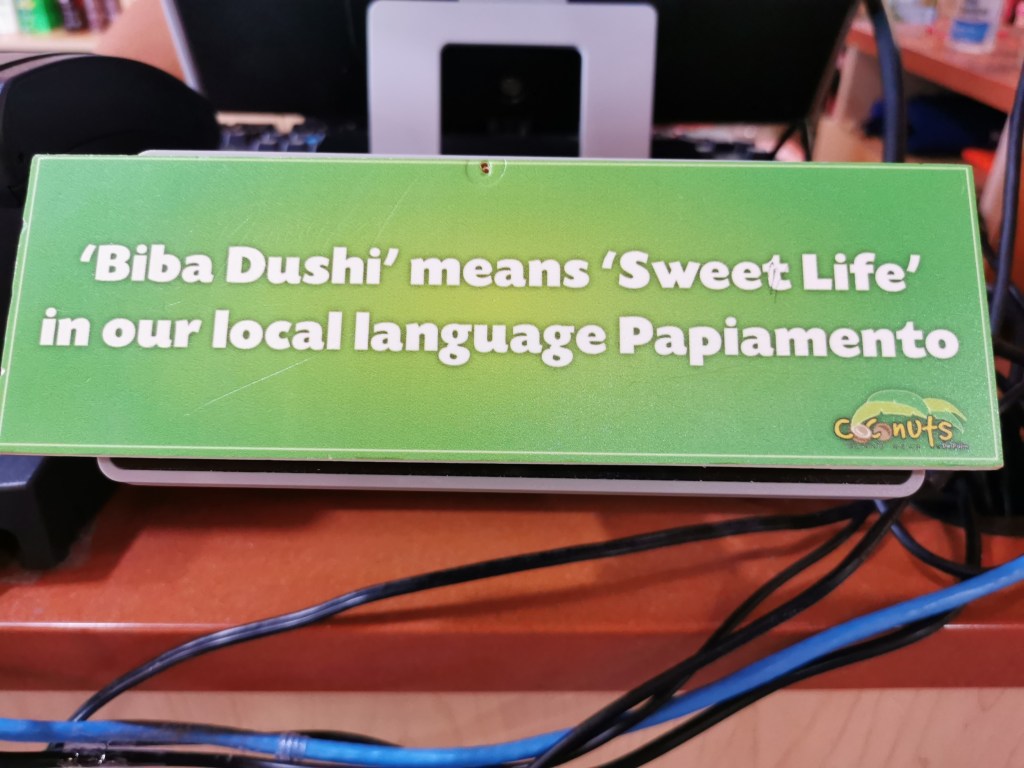 ‘Biba Dushi’ means ‘Sweet Life’
in our local language Papiamento
Coconuts